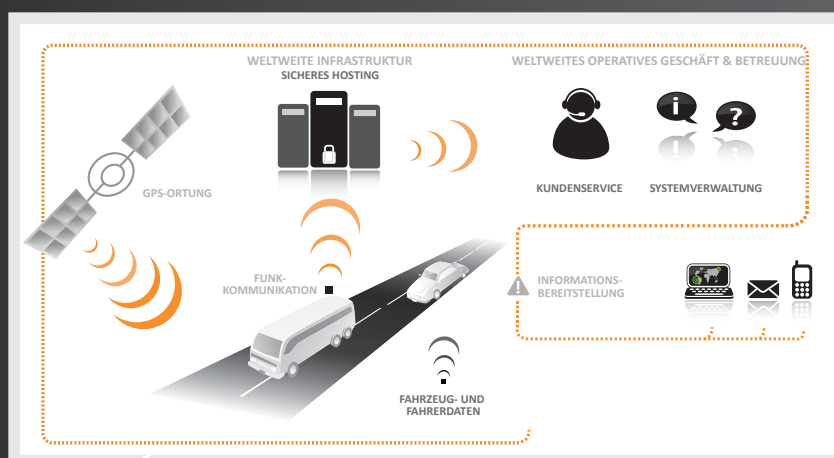 WELTWEITE INFRASTRUKTUR
SICHERES HOSTING
WELTWEITES OPERATIVES GESCHÄFT & BETREUUNG
i
?
GPS-ORTUNG
KUNDENSERVICE
SYSTEMVERWALTUNG
FUNK-
KOMMUNIKATION
INFORMATIONS-
BEREITSTELLUNG
FAHRZEUG- UND
FAHRERDATEN